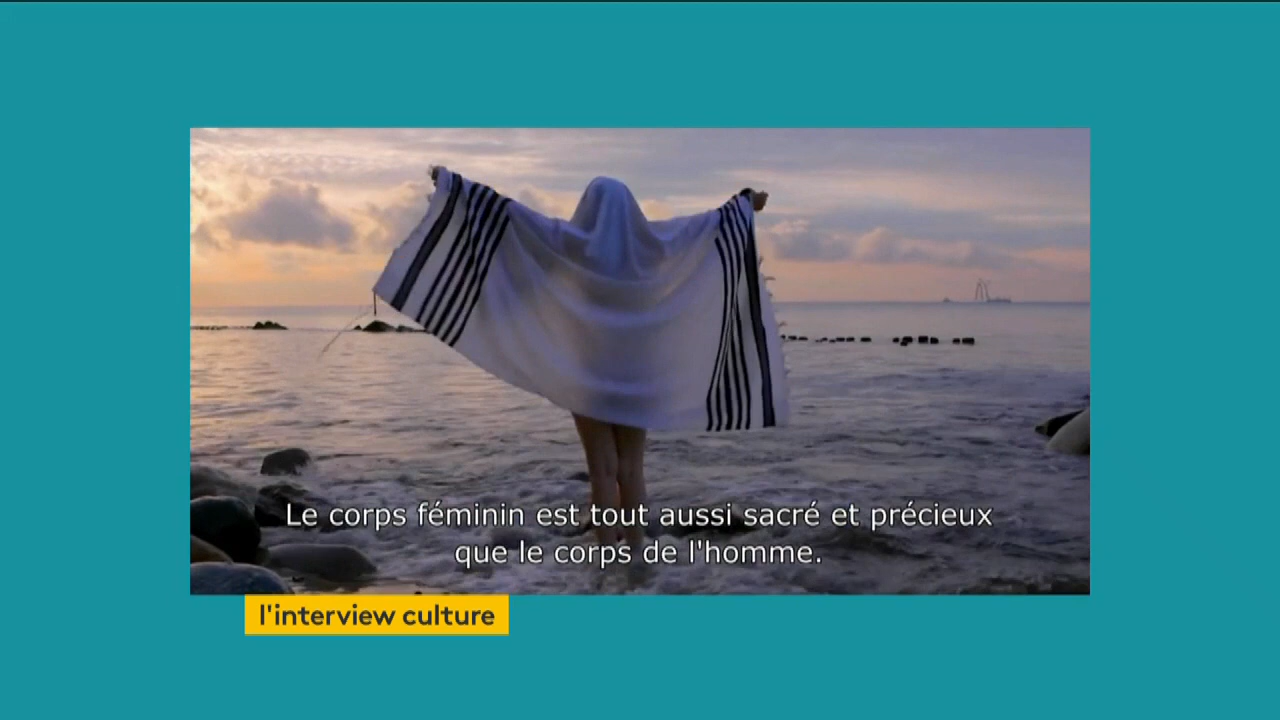 Le corps féminin est tout aussi sacré et précieux
que le corps de l'homme.
l'interview culture